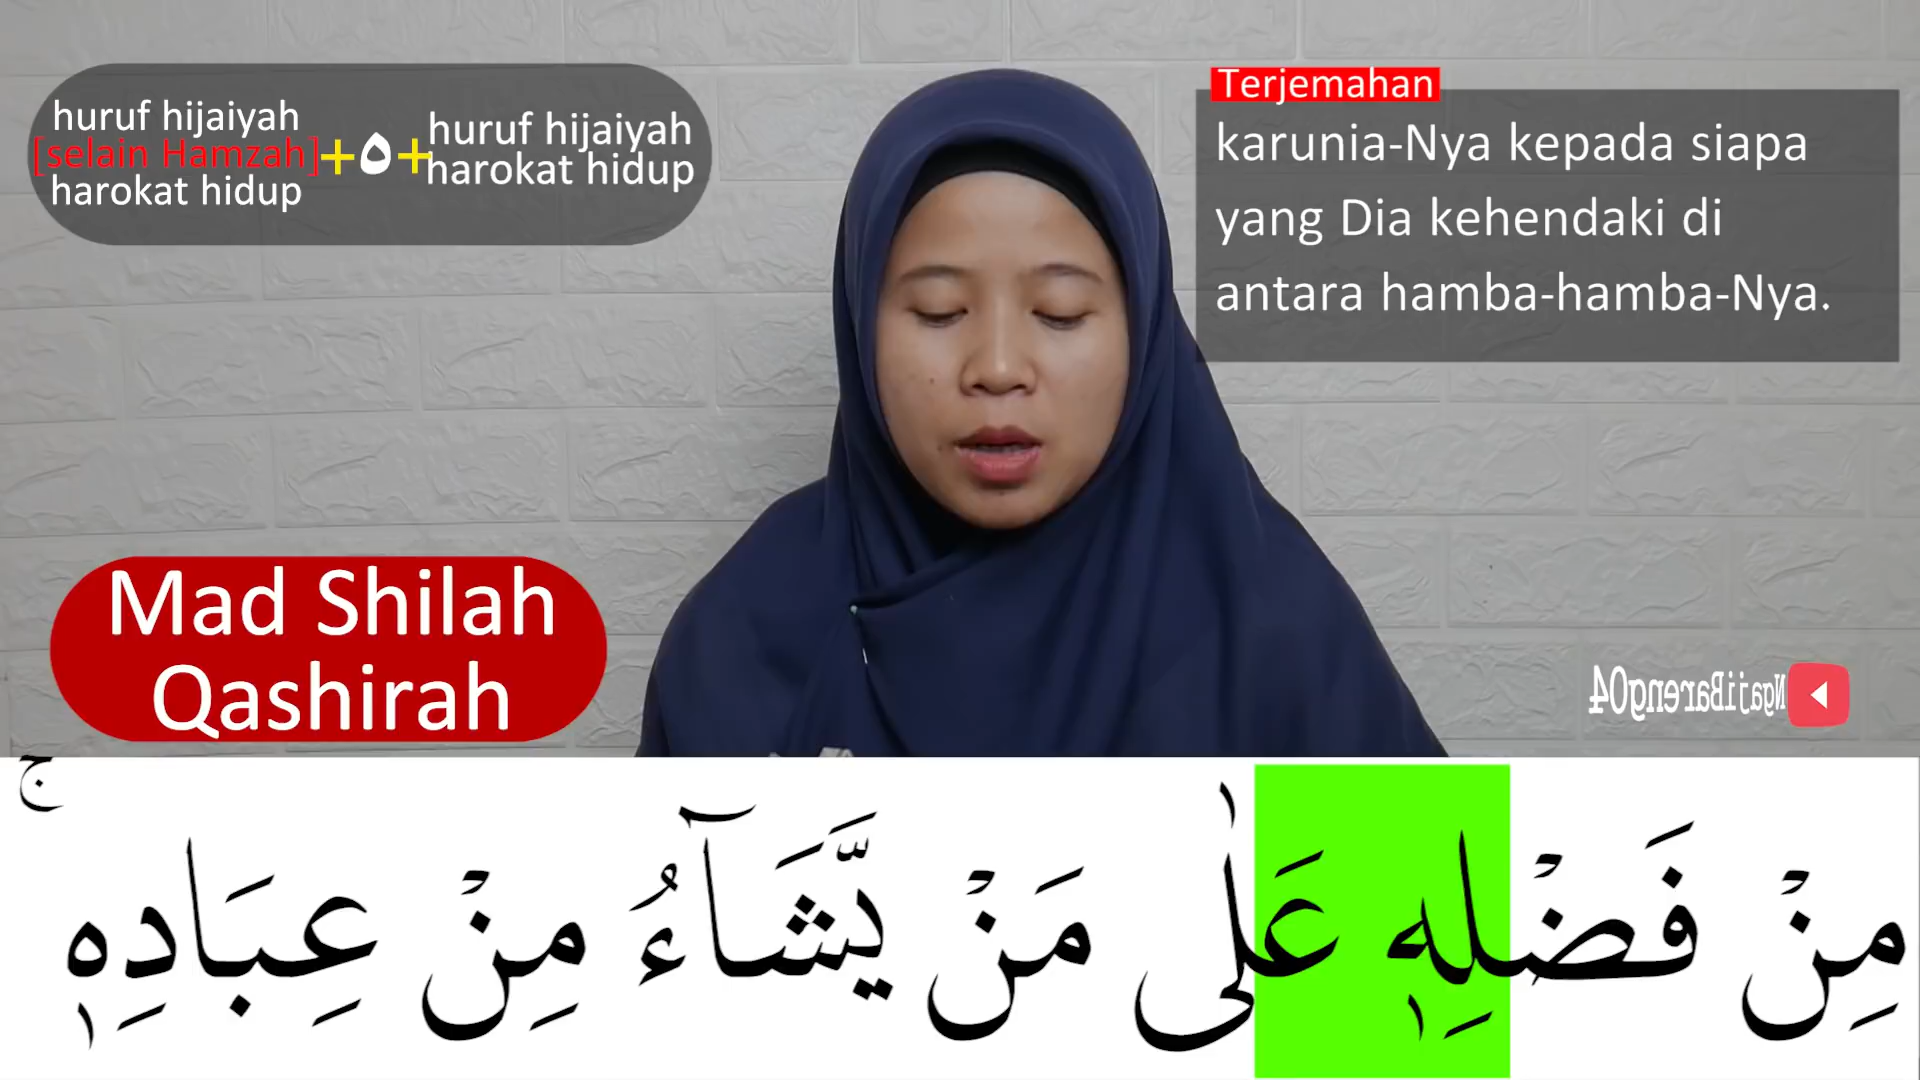 huruf hijaiyah
[selain Hamzah]
harokat hidup
+ه+
huruf hijaiyah
harokat hidup
Terjemahan
karunia-Nya kepada siapa
yang Dia kehendaki di
antara hamba-hamba-Nya.
Mad Shilah
Qashirah
NgajiBareng04
مِنْ فَضْلِهٖ عَلٰى مَنْ يَّشَاۤءُ مِنْ عِبَادِهٖ ۚ